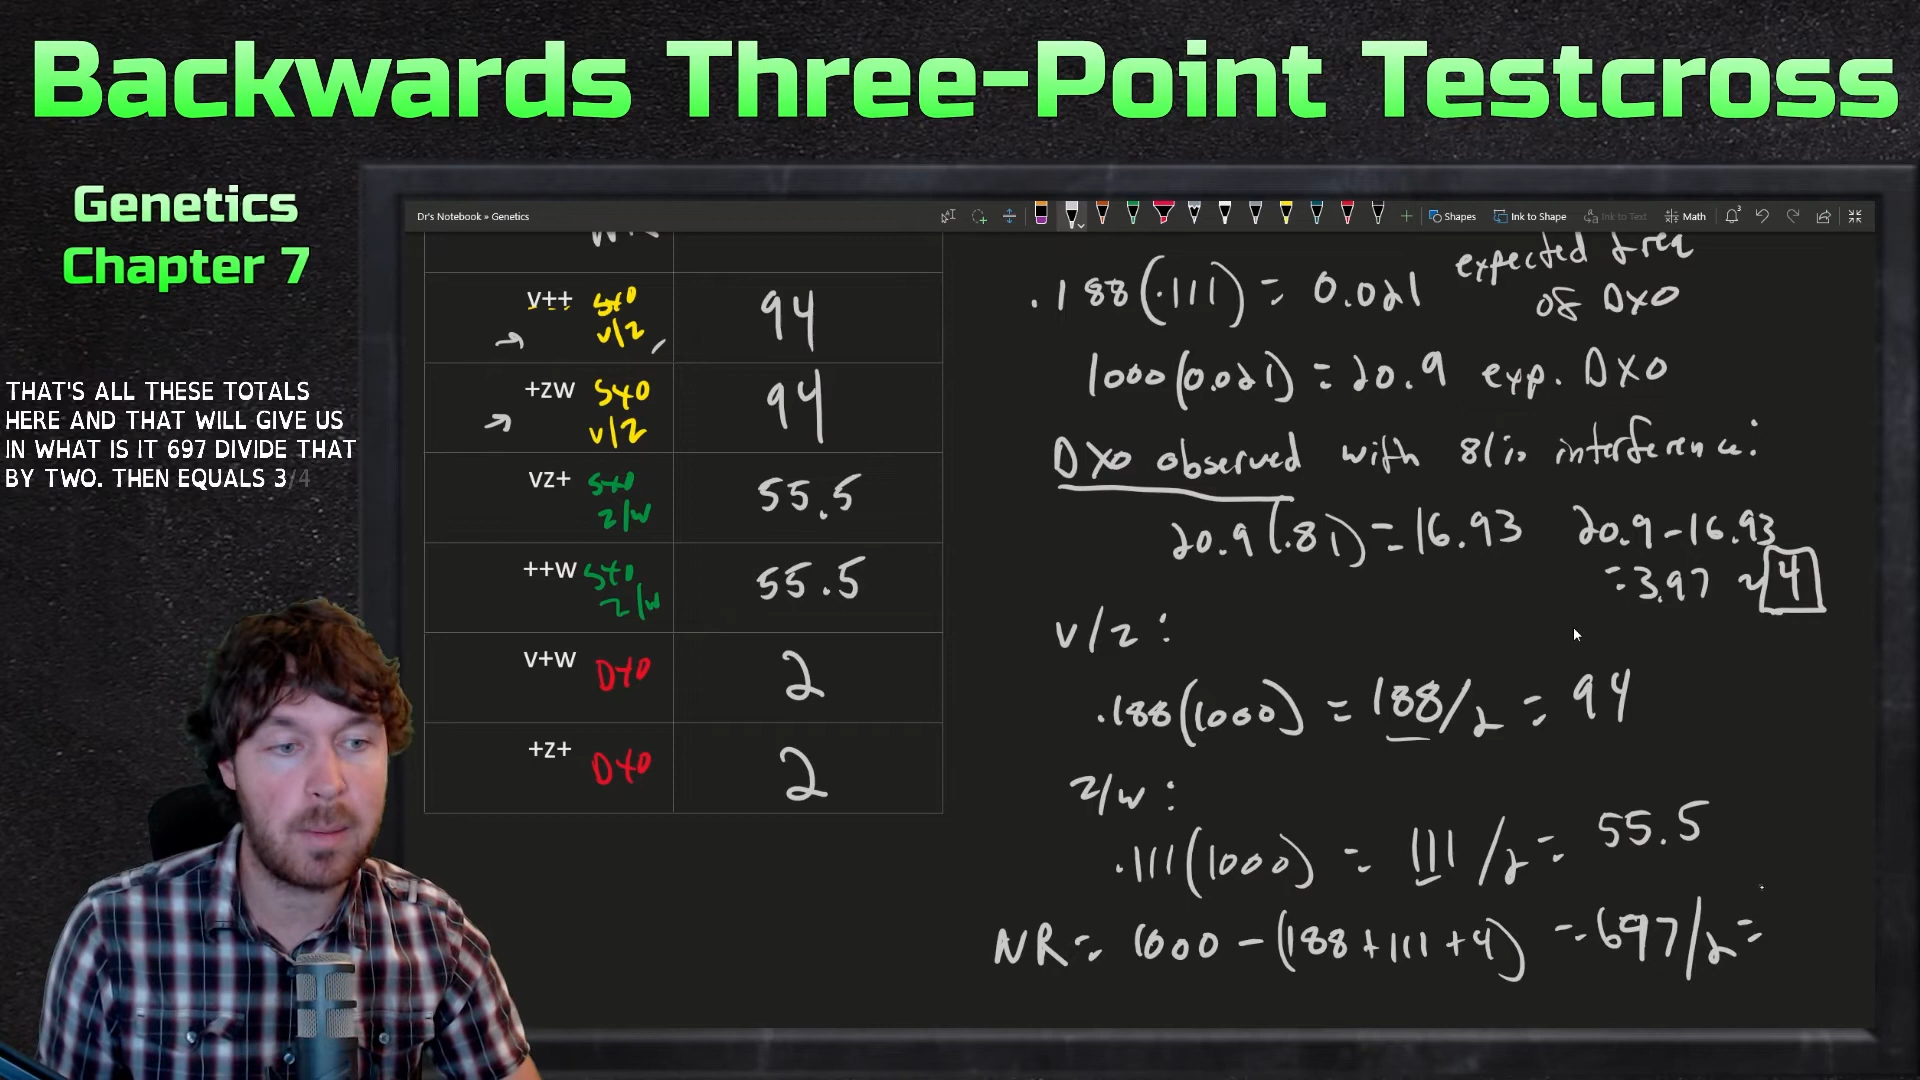 Backwards Three-Point Testcross
Genetics
Chapter 7
THAT'S ALL THESE TOTALS
HERE AND THAT WILL GIVE US
IN WHAT IS IT 697 DIVIDE THAT
BY TWO. THEN EQUALS 3/4
Dr's Notebook » Genetics
Shapes
Ink to Shape
Ink to Text
Math
v++ SXO v/z 94
+zw SXO v/z 94
vz+ SXO z/w 55.5
++w SXO z/w 55.5
v+w DXO 2
+z+ DXO 2
expected freq
.188(.111) = 0.021 of DXO
1000(0.021) = 20.9 exp. DXO
DXO observed with 81% interference:
20.9(.81) = 16.93 20.9-16.93
= 3.97 ~ 4
v/z:
.188(1000) = 188/2 = 94
z/w:
.111(1000) = 111/2 = 55.5
NR = 1000 - (188+111+4) = 697/2 =